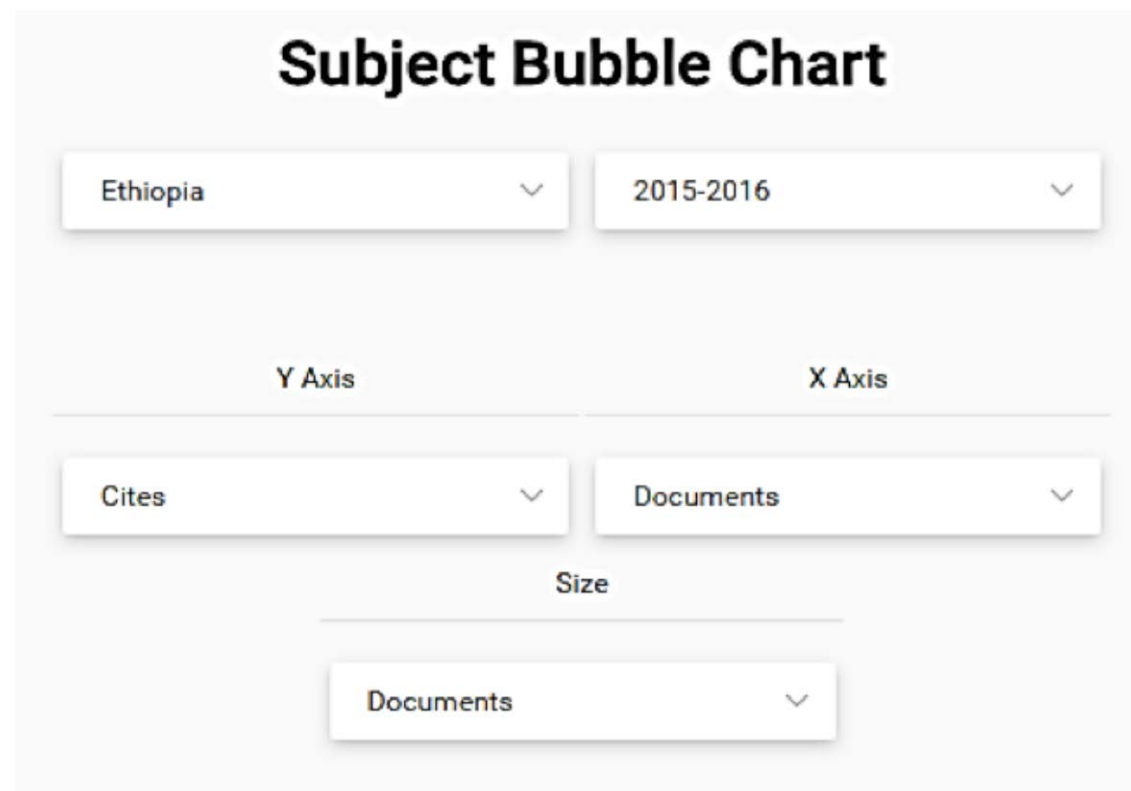 Subject Bubble Chart
Ethiopia
2015-2016
Y Axis
X Axis
Cites
Documents
Size
Documents